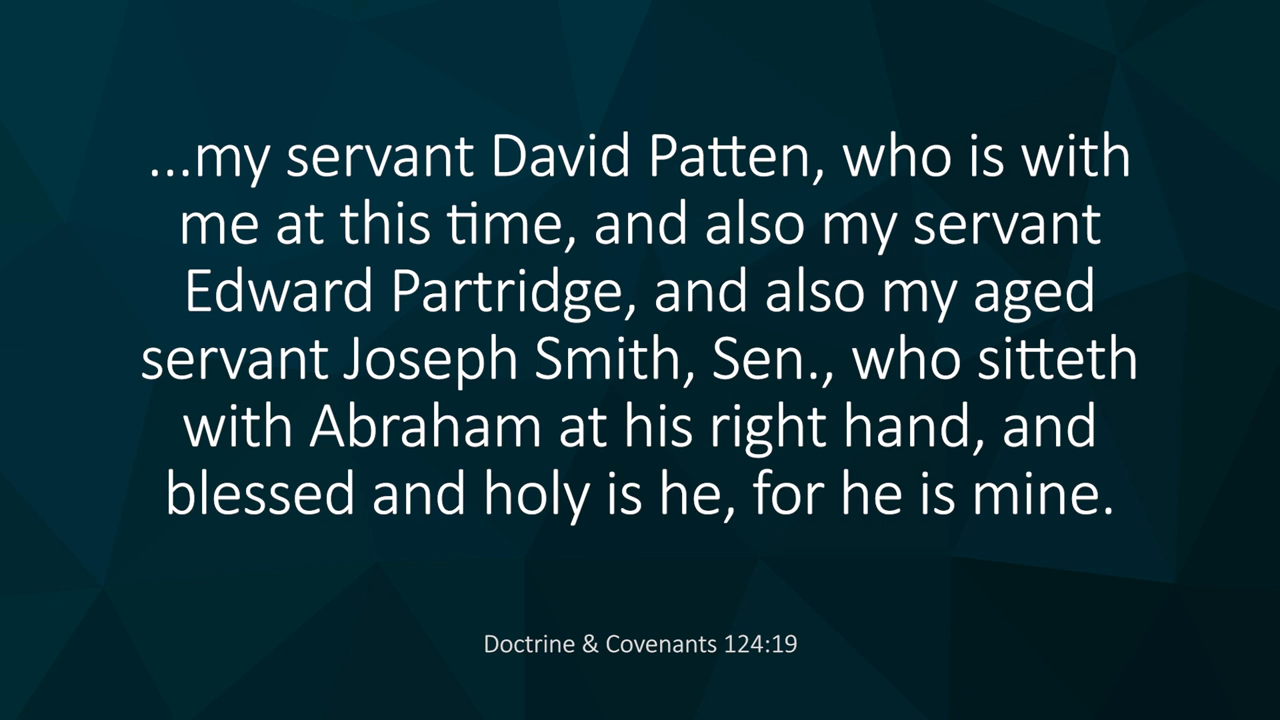 ...my servant David Patten, who is with
me at this time, and also my servant
Edward Partridge, and also my aged
servant Joseph Smith, Sen., who sitteth
with Abraham at his right hand, and
blessed and holy is he, for he is mine.
Doctrine & Covenants 124:19